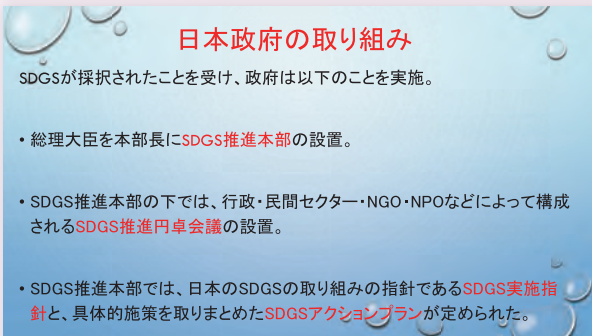 日本政府の取り組み
SDGSが採択されたことを受け、政府は以下のことを実施。
• 総理大臣を本部長にSDGS推進本部の設置。
• SDGS推進本部の下では、行政・民間セクター・NGO・NPOなどによって構成
されるSDGS推進円卓会議の設置。
• SDGS推進本部では、日本のSDGSの取り組みの指針であるSDGS実施指
針と、具体的施策を取りまとめたSDGSアクションプランが定められた。